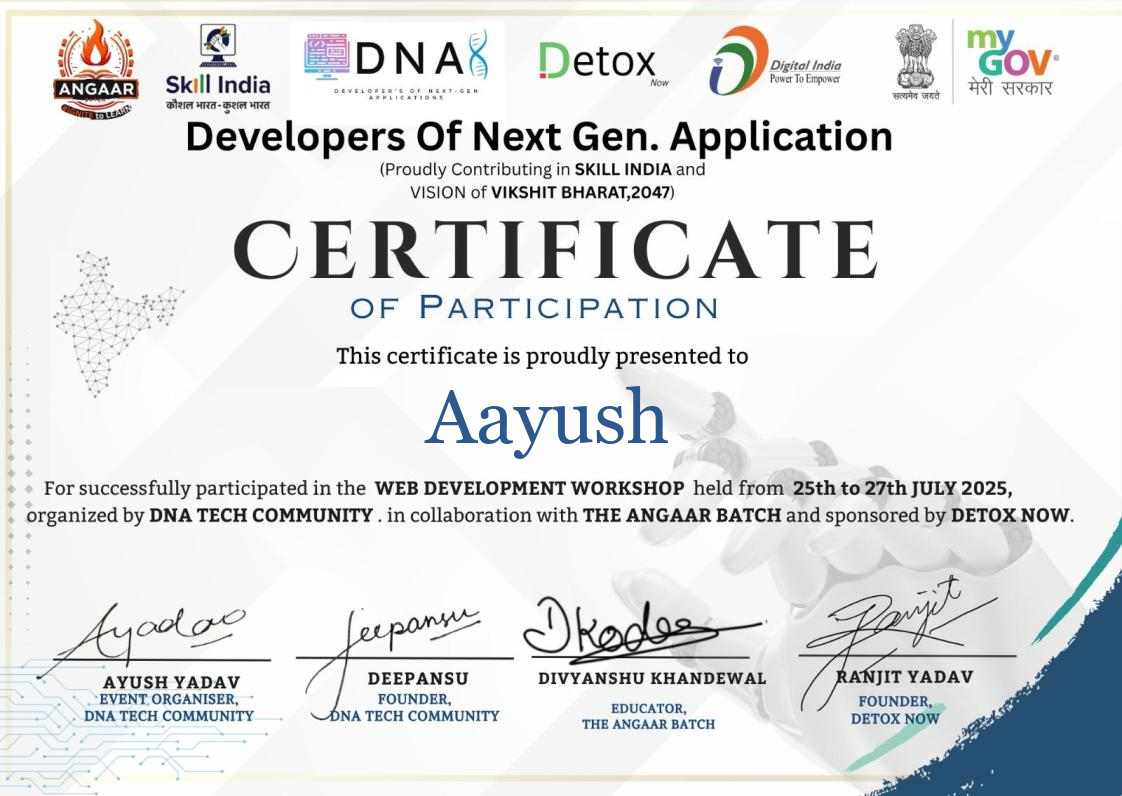 ANGAAR
IGNITE to LEARN
Skill India
कौशल भारत - कुशल भारत
DNA
DEVELOPER'S OF NEXT-GEN
APPLICATIONS
Detox
Now
Digital India
Power To Empower
सत्यमेव जयते
my
GOV
मेरी सरकार
Developers Of Next Gen. Application
(Proudly Contributing in SKILL INDIA and
VISION of VIKSHIT BHARAT,2047)
CERTIFICATE
OF PARTICIPATION
This certificate is proudly presented to
Aayush
For successfully participated in the WEB DEVELOPMENT WORKSHOP held from 25th to 27th JULY 2025,
organized by DNA TECH COMMUNITY . in collaboration with THE ANGAAR BATCH and sponsored by DETOX NOW.
Ayadav Deepansu Dkodes Ranjit
AYUSH YADAV DEEPANSU DIVYANSHU KHANDEWAL RANJIT YADAV
EVENT ORGANISER, FOUNDER, EDUCATOR, FOUNDER,
DNA TECH COMMUNITY DNA TECH COMMUNITY THE ANGAAR BATCH DETOX NOW